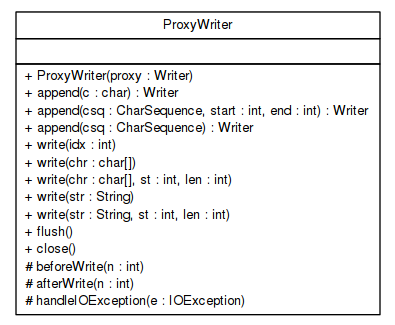 ProxyWriter
+ ProxyWriter(proxy : Writer)
+ append(c : char) : Writer
+ append(csq : CharSequence, start : int, end : int) : Writer
+ append(csq : CharSequence) : Writer
+ write(idx : int)
+ write(chr : char[])
+ write(chr : char[], st : int, len : int)
+ write(str : String)
+ write(str : String, st : int, len : int)
+ flush()
+ close()
# beforeWrite(n : int)
# afterWrite(n : int)
# handleIOException(e : IOException)